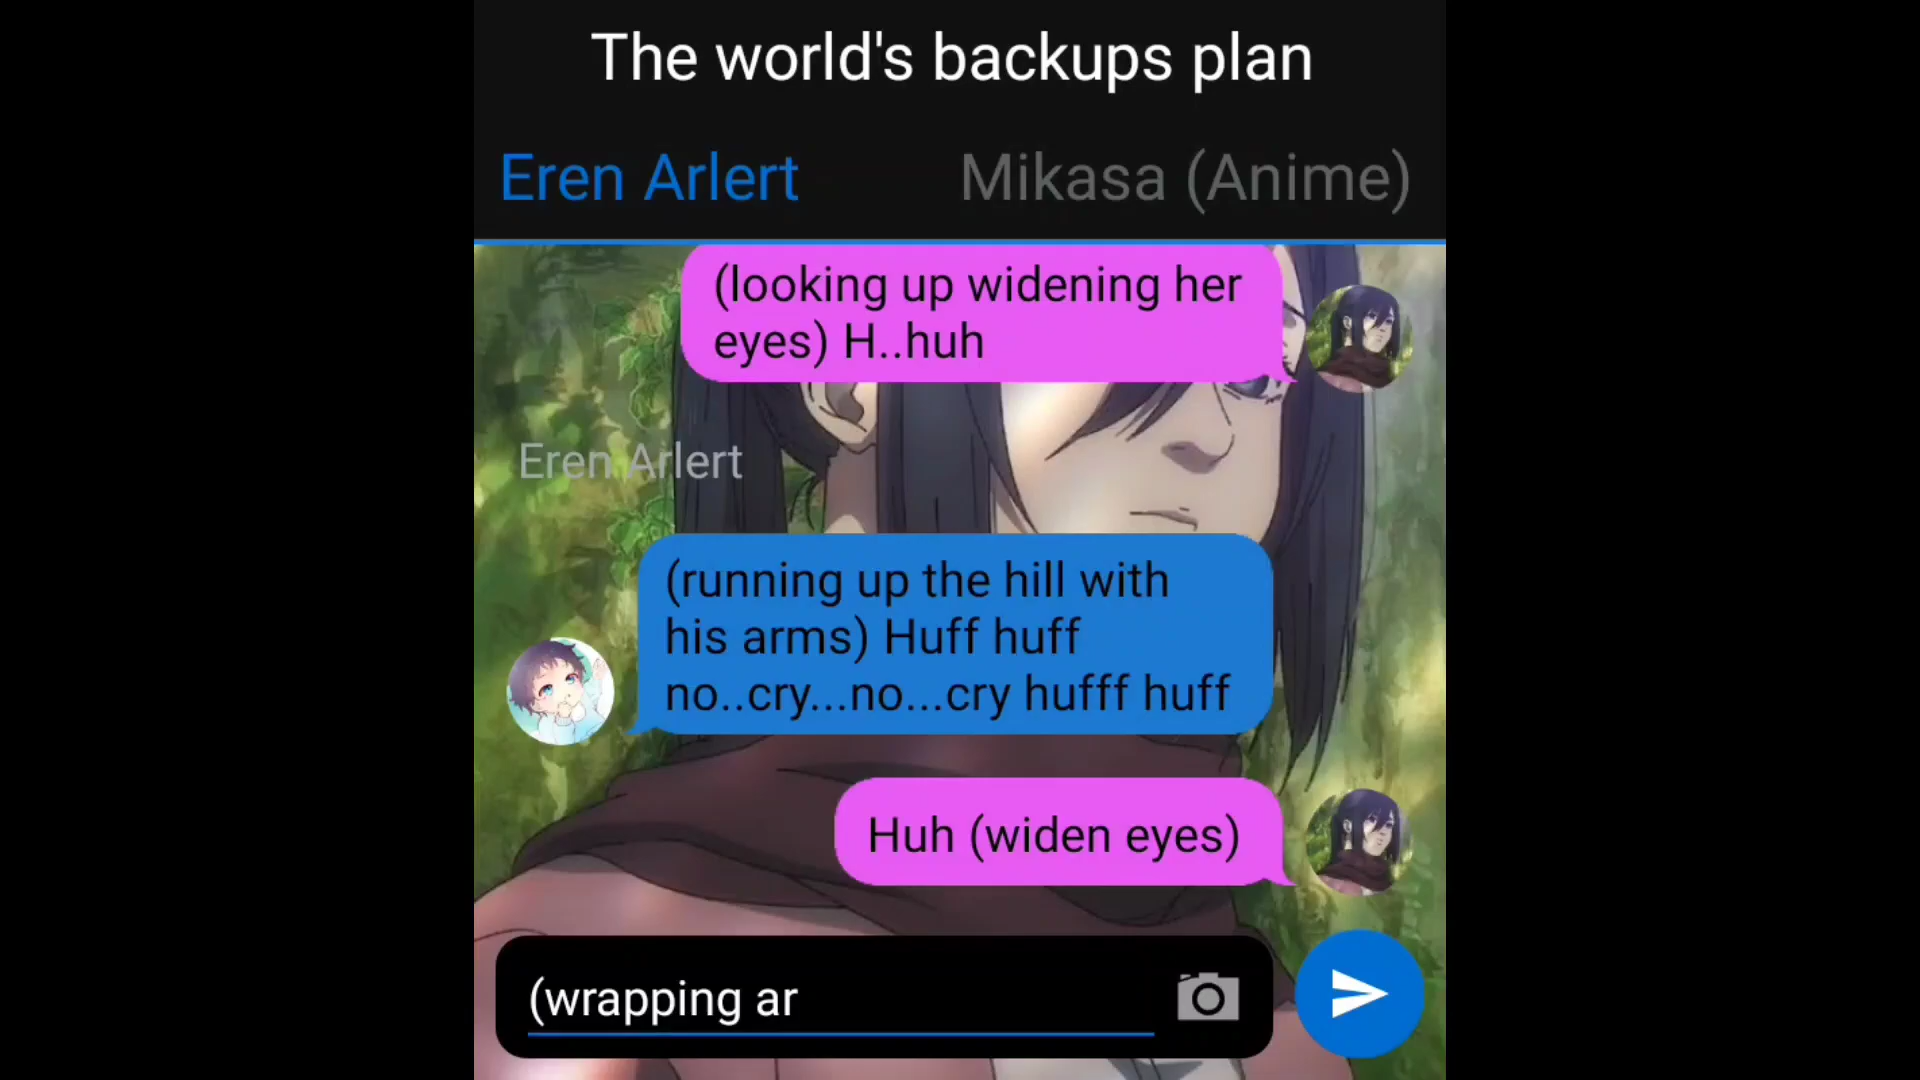 The world's backups plan
Eren Arlert
Mikasa (Anime)
(looking up widening her
eyes) H..huh
Eren Arlert
(running up the hill with
his arms) Huff huff
no..cry...no...cry hufff huff
Huh (widen eyes)
(wrapping ar